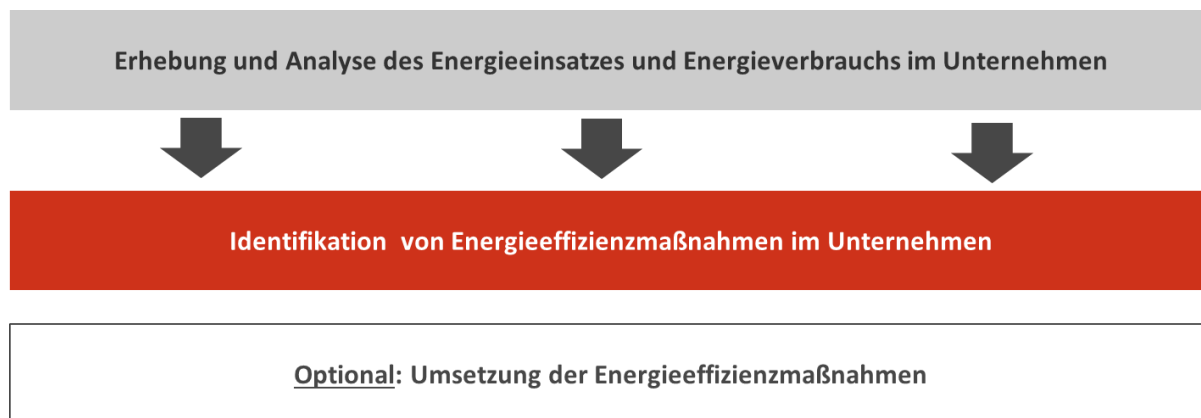 Erhebung und Analyse des Energieeinsatzes und Energieverbrauchs im Unternehmen
Identifikation von Energieeffizienzmaßnahmen im Unternehmen
Optional: Umsetzung der Energieeffizienzmaßnahmen